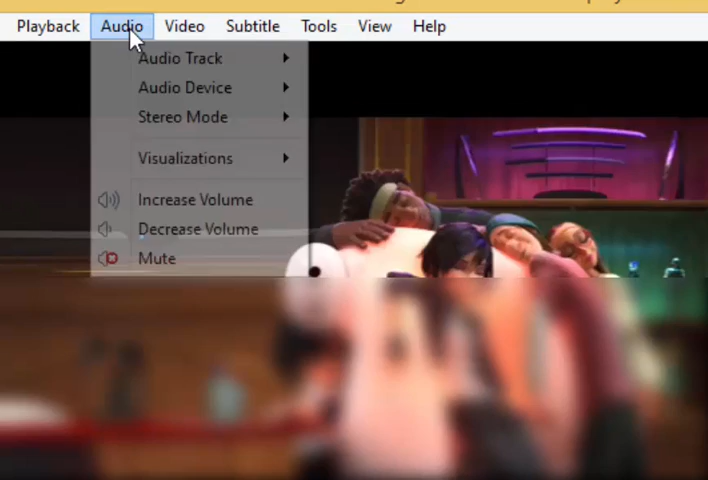 Playback Audio Video Subtitle Tools View Help
Audio Track
Audio Device
Stereo Mode
Visualizations
Increase Volume
Decrease Volume
Mute